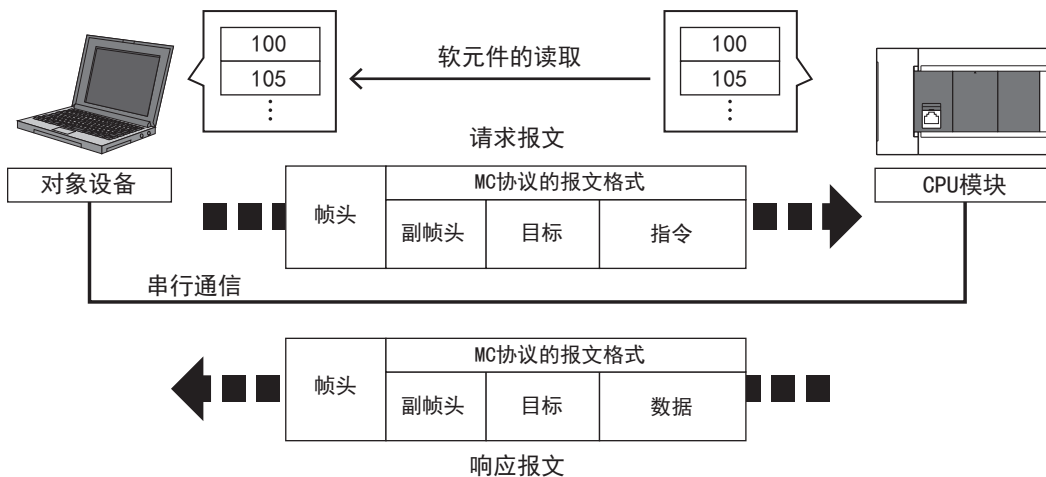 100
105
⋮
软元件的读取
100
105
⋮
请求报文
对象设备
CPU模块
帧头
MC协议的报文格式
副帧头
目标
指令
串行通信
帧头
MC协议的报文格式
副帧头
目标
数据
响应报文